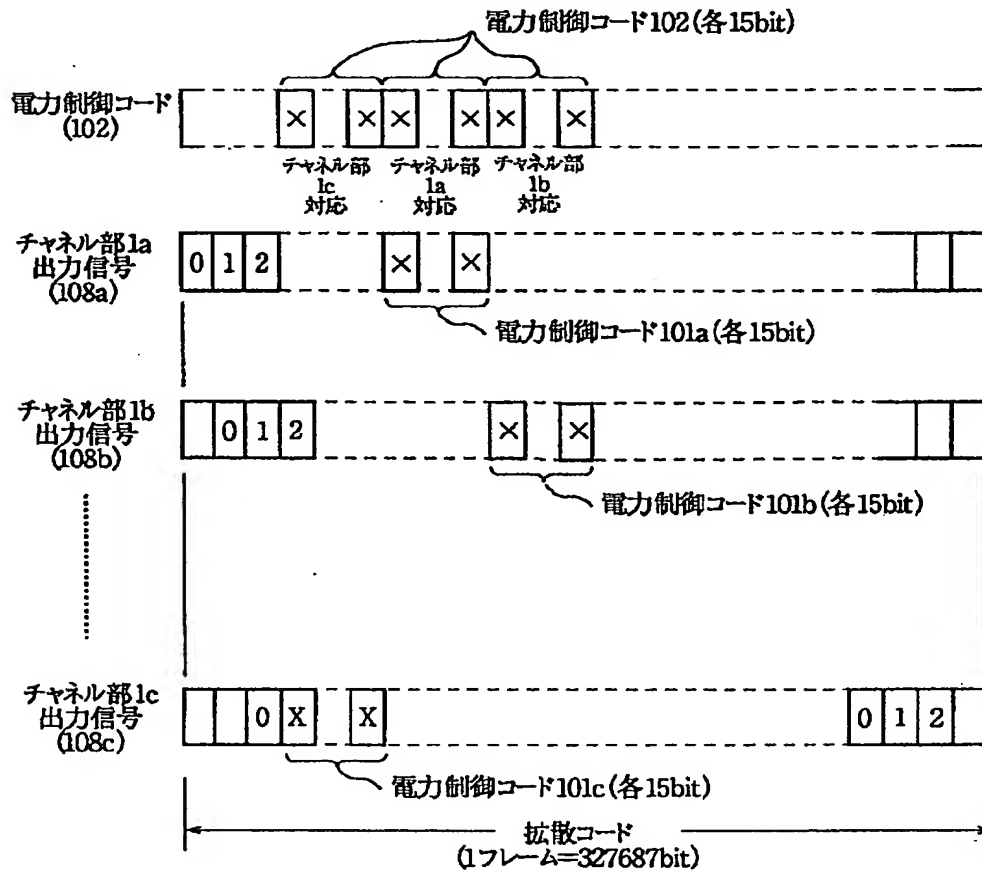 電力制御コード102(各15bit)
電力制御コード
(102)
× × × × × ×
チャネル部
1c
対応
チャネル部
1a
対応
チャネル部
1b
対応
チャネル部1a
出力信号
(108a)
0 1 2 × ×
電力制御コード101a(各15bit)
チャネル部1b
出力信号
(108b)
0 1 2 × ×
電力制御コード101b(各15bit)
チャネル部1c
出力信号
(108c)
0 X X 0 1 2
電力制御コード101c(各15bit)
拡散コード
(1フレーム=327687bit)